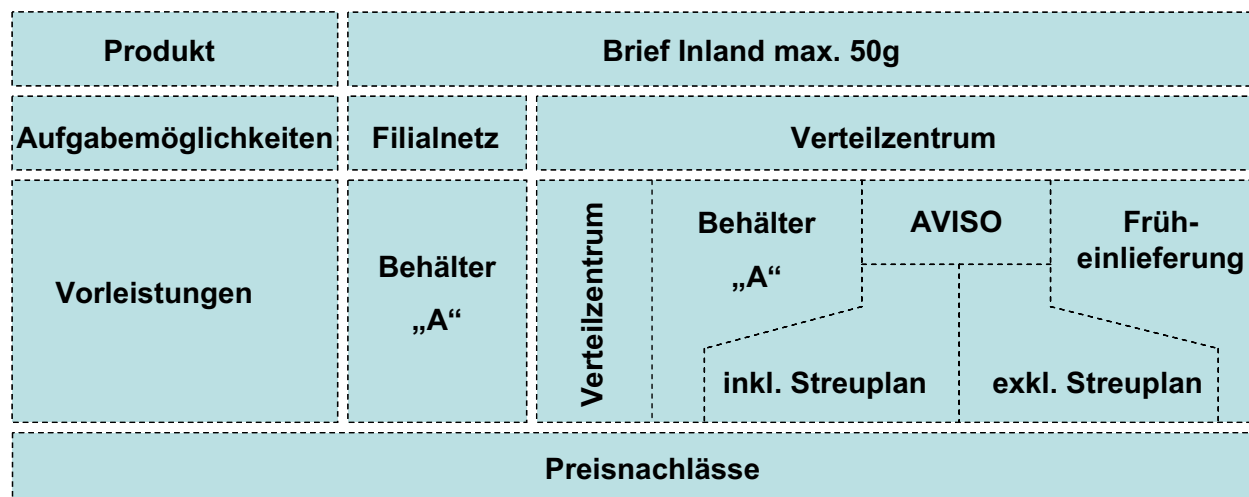 Produkt
Brief Inland max. 50g
Aufgabemöglichkeiten
Filialnetz
Verteilzentrum
Vorleistungen
Behälter
„A“
Verteilzentrum
Behälter
„A“
AVISO
Früh-
einlieferung
inkl. Streuplan
exkl. Streuplan
Preisnachlässe